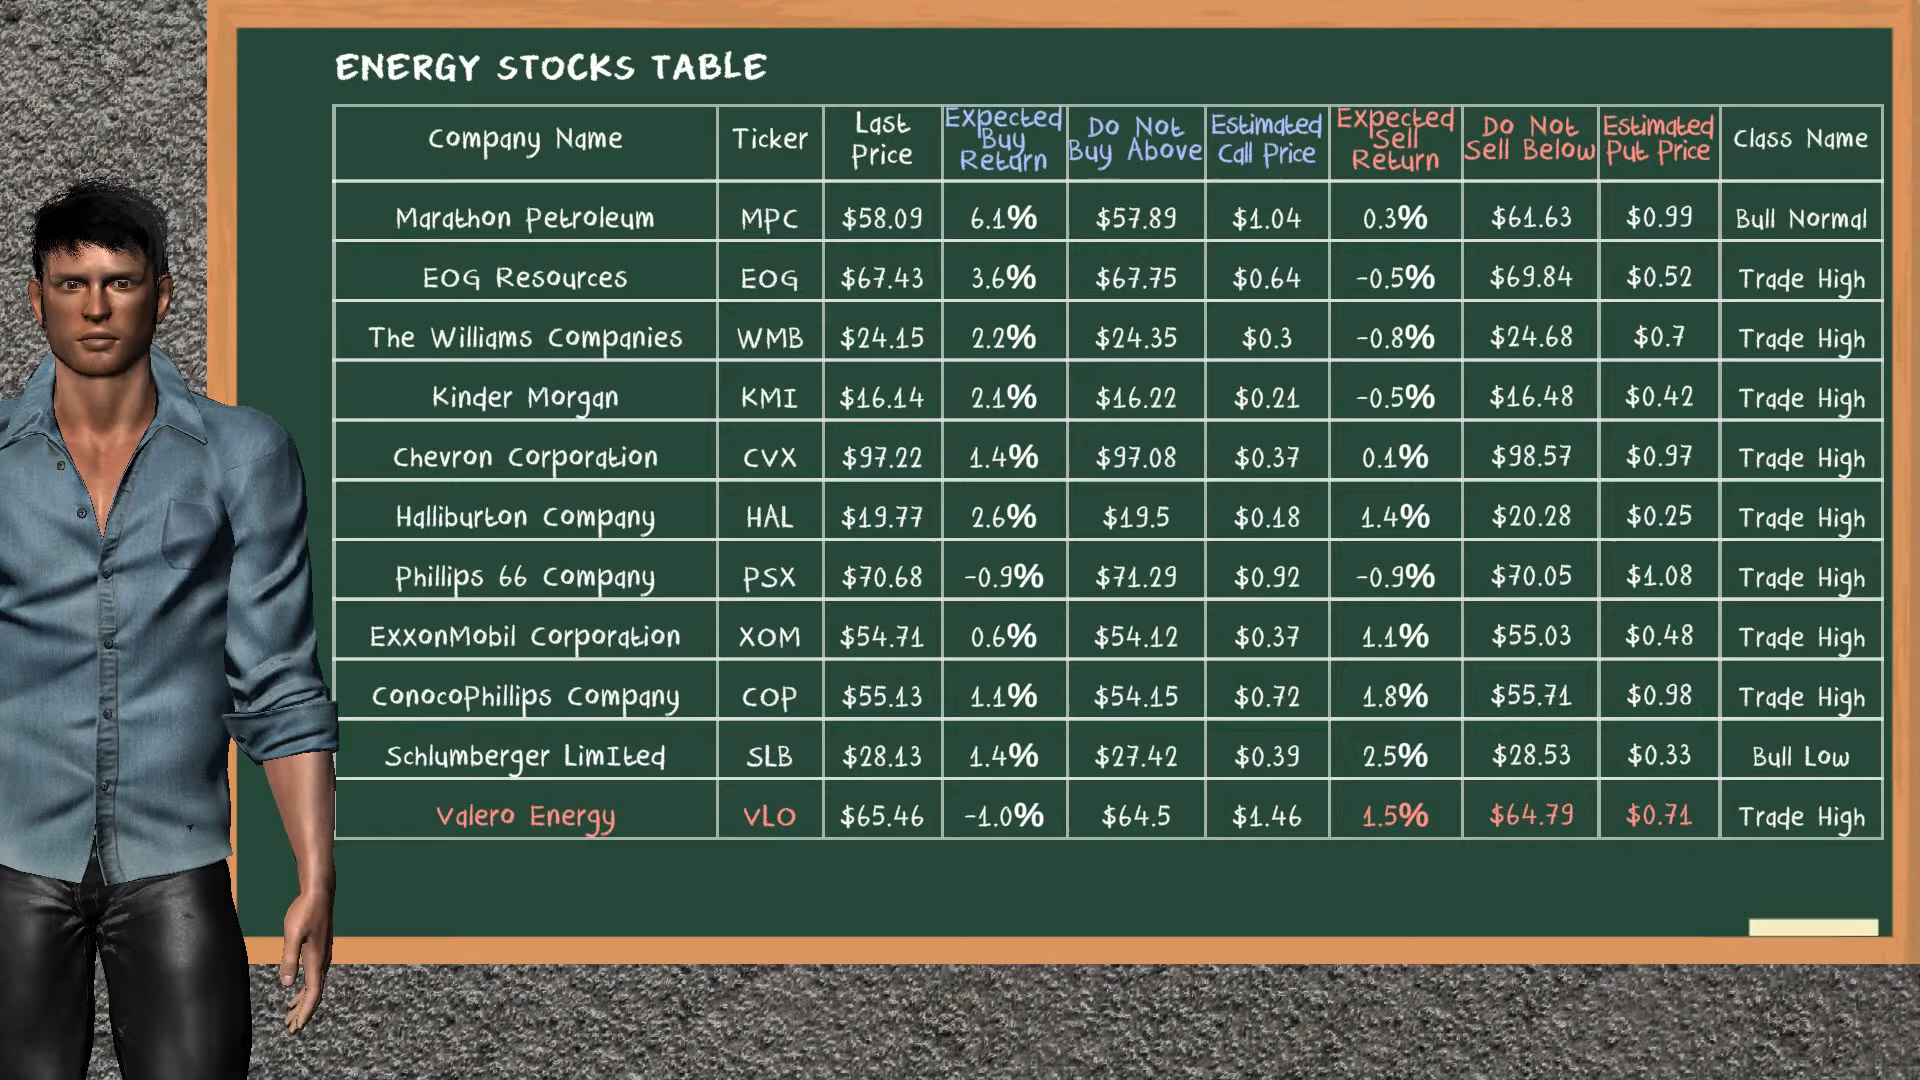 ENERGY STOCKS TABLE
Company Name Ticker Last Price Expected Buy Return Do Not Buy Above Estimated Call Price Expected Sell Return Do Not Sell Below Estimated Put Price Class Name
Marathon Petroleum MPC $58.09 6.1% $57.89 $1.04 0.3% $61.63 $0.99 Bull Normal
EOG Resources EOG $67.43 3.6% $67.75 $0.64 -0.5% $69.84 $0.52 Trade High
The Williams Companies WMB $24.15 2.2% $24.35 $0.3 -0.8% $24.68 $0.7 Trade High
Kinder Morgan KMI $16.14 2.1% $16.22 $0.21 -0.5% $16.48 $0.42 Trade High
Chevron Corporation CVX $97.22 1.4% $97.08 $0.37 0.1% $98.57 $0.97 Trade High
Halliburton Company HAL $19.77 2.6% $19.5 $0.18 1.4% $20.28 $0.25 Trade High
Phillips 66 Company PSX $70.68 -0.9% $71.29 $0.92 -0.9% $70.05 $1.08 Trade High
ExxonMobil Corporation XOM $54.71 0.6% $54.12 $0.37 1.1% $55.03 $0.48 Trade High
ConocoPhillips Company COP $55.13 1.1% $54.15 $0.72 1.8% $55.71 $0.98 Trade High
Schlumberger LimIted SLB $28.13 1.4% $27.42 $0.39 2.5% $28.53 $0.33 Bull Low
Valero Energy VLO $65.46 -1.0% $64.5 $1.46 1.5% $64.79 $0.71 Trade High